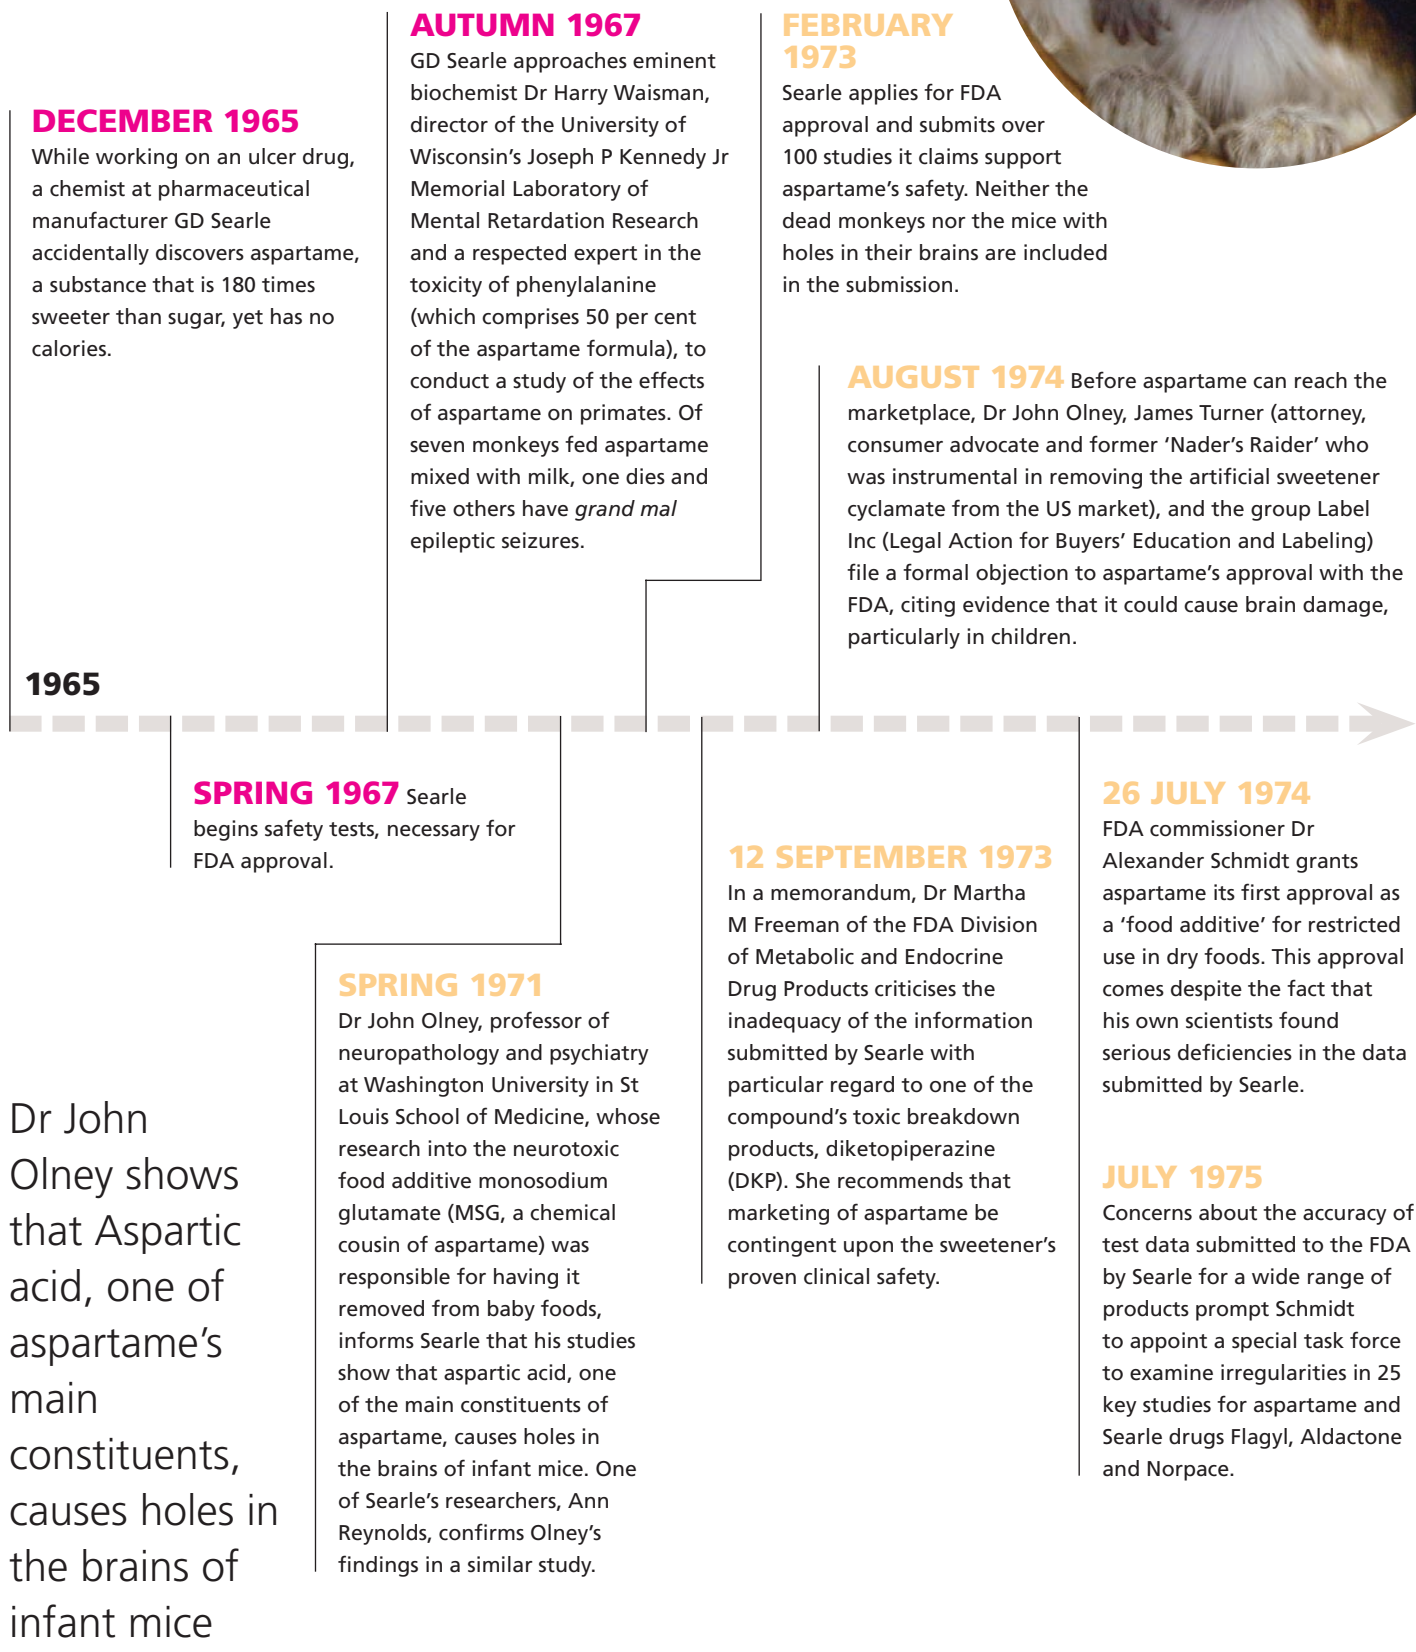 DECEMBER 1965
While working on an ulcer drug,
a chemist at pharmaceutical
manufacturer GD Searle
accidentally discovers aspartame,
a substance that is 180 times
sweeter than sugar, yet has no
calories.
AUTUMN 1967
GD Searle approaches eminent
biochemist Dr Harry Waisman,
director of the University of
Wisconsin’s Joseph P Kennedy Jr
Memorial Laboratory of
Mental Retardation Research
and a respected expert in the
toxicity of phenylalanine
(which comprises 50 per cent
of the aspartame formula), to
conduct a study of the effects
of aspartame on primates. Of
seven monkeys fed aspartame
mixed with milk, one dies and
five others have grand mal
epileptic seizures.
FEBRUARY
1973
Searle applies for FDA
approval and submits over
100 studies it claims support
aspartame’s safety. Neither the
dead monkeys nor the mice with
holes in their brains are included
in the submission.
AUGUST 1974 Before aspartame can reach the
marketplace, Dr John Olney, James Turner (attorney,
consumer advocate and former ‘Nader’s Raider’ who
was instrumental in removing the artificial sweetener
cyclamate from the US market), and the group Label
Inc (Legal Action for Buyers’ Education and Labeling)
file a formal objection to aspartame’s approval with the
FDA, citing evidence that it could cause brain damage,
particularly in children.
1965
SPRING 1967 Searle
begins safety tests, necessary for
FDA approval.
SPRING 1971
Dr John Olney, professor of
neuropathology and psychiatry
at Washington University in St
Louis School of Medicine, whose
research into the neurotoxic
food additive monosodium
glutamate (MSG, a chemical
cousin of aspartame) was
responsible for having it
removed from baby foods,
informs Searle that his studies
show that aspartic acid, one
of the main constituents of
aspartame, causes holes in
the brains of infant mice. One
of Searle’s researchers, Ann
Reynolds, confirms Olney’s
findings in a similar study.
12 SEPTEMBER 1973
In a memorandum, Dr Martha
M Freeman of the FDA Division
of Metabolic and Endocrine
Drug Products criticises the
inadequacy of the information
submitted by Searle with
particular regard to one of the
compound’s toxic breakdown
products, diketopiperazine
(DKP). She recommends that
marketing of aspartame be
contingent upon the sweetener’s
proven clinical safety.
26 JULY 1974
FDA commissioner Dr
Alexander Schmidt grants
aspartame its first approval as
a ‘food additive’ for restricted
use in dry foods. This approval
comes despite the fact that
his own scientists found
serious deficiencies in the data
submitted by Searle.
JULY 1975
Concerns about the accuracy of
test data submitted to the FDA
by Searle for a wide range of
products prompt Schmidt
to appoint a special task force
to examine irregularities in 25
key studies for aspartame and
Searle drugs Flagyl, Aldactone
and Norpace.
Dr John
Olney shows
that Aspartic
acid, one of
aspartame’s
main
constituents,
causes holes in
the brains of
infant mice